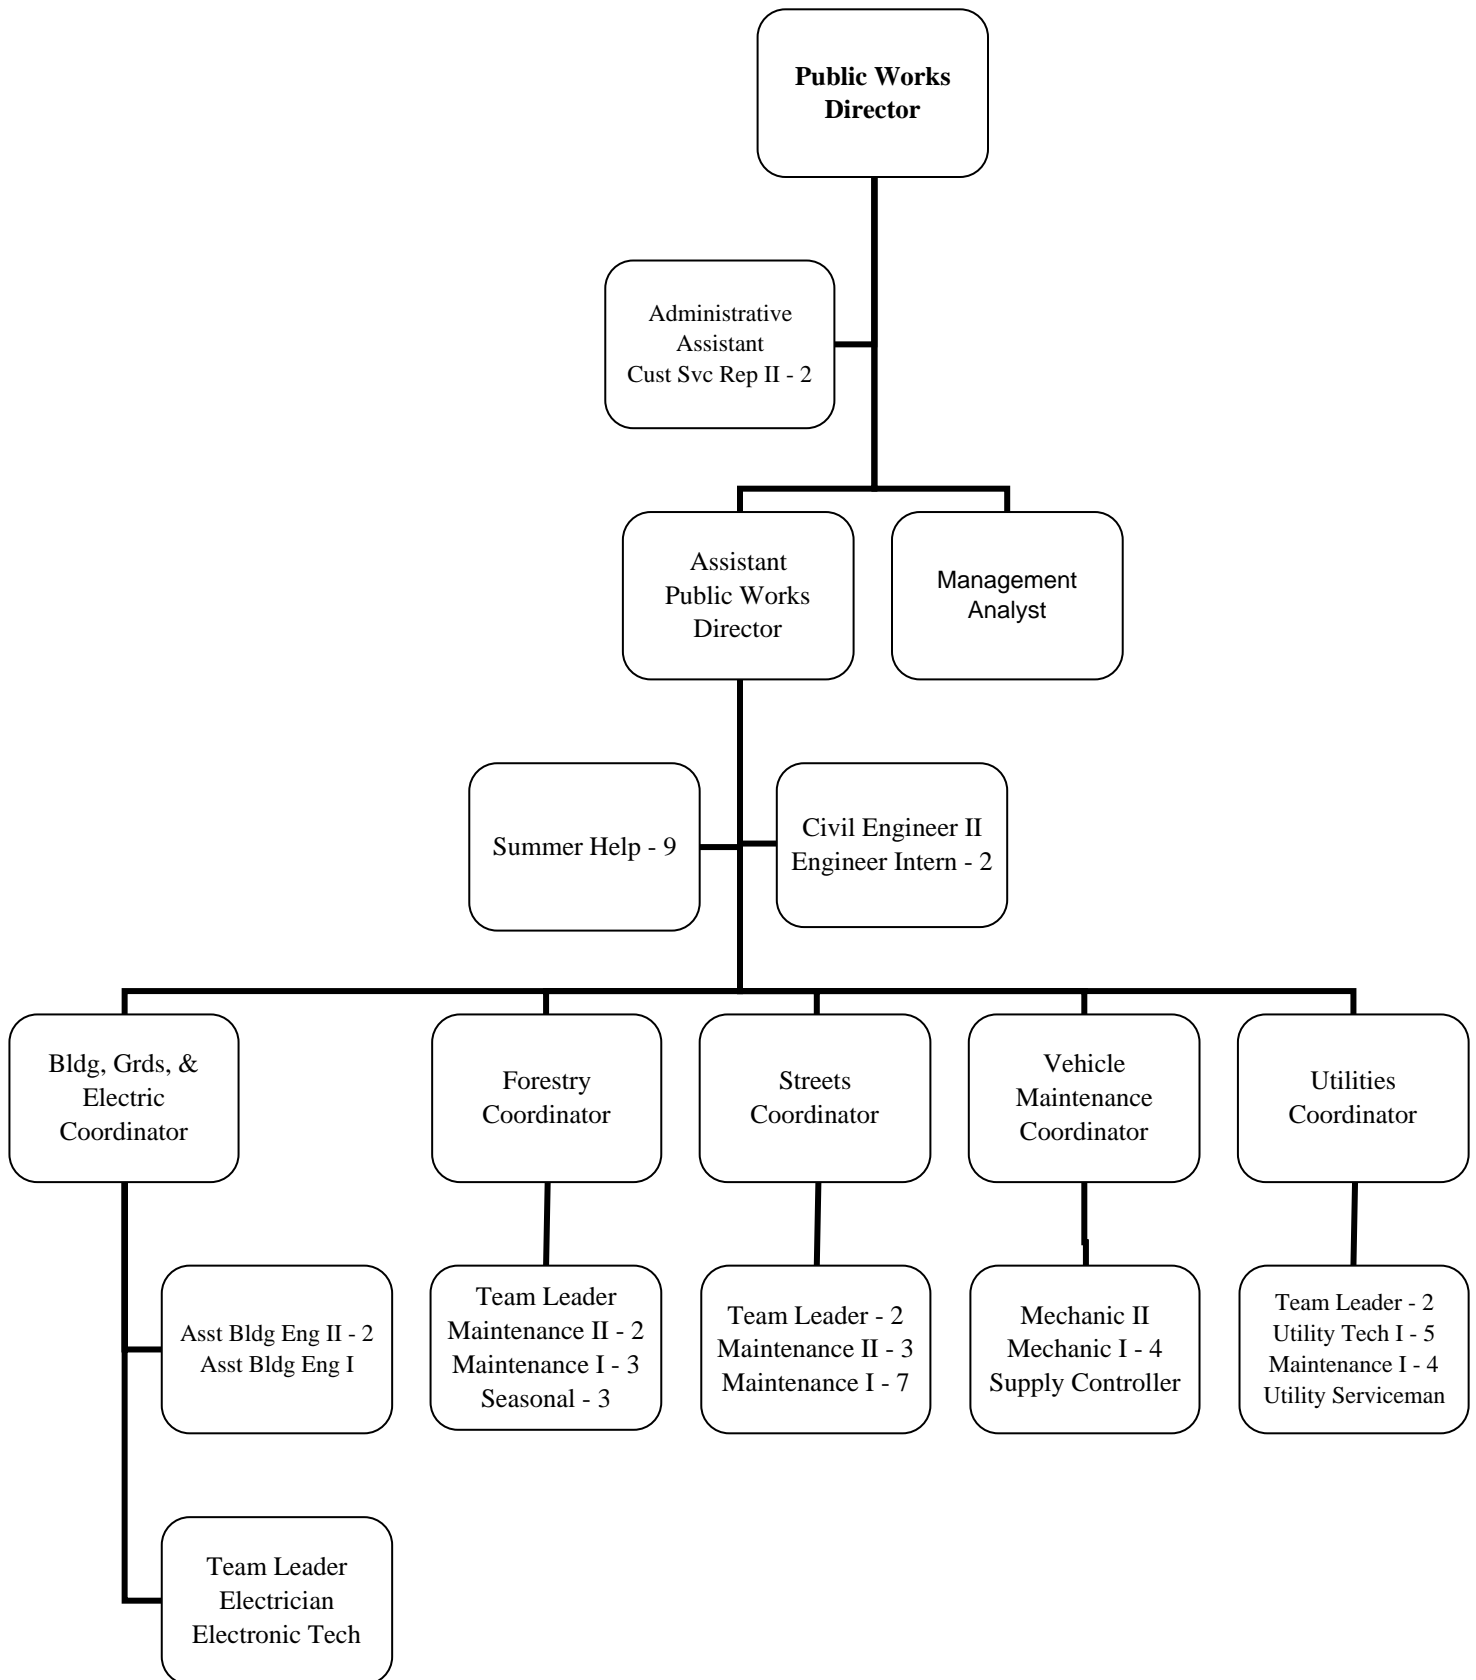 Public Works
Director
Administrative
Assistant
Cust Svc Rep II - 2
Assistant
Public Works
Director
Management
Analyst
Summer Help - 9
Civil Engineer II
Engineer Intern - 2
Bldg, Grds, &
Electric
Coordinator
Forestry
Coordinator
Streets
Coordinator
Vehicle
Maintenance
Coordinator
Utilities
Coordinator
Asst Bldg Eng II - 2
Asst Bldg Eng I
Team Leader
Maintenance II - 2
Maintenance I - 3
Seasonal - 3
Team Leader - 2
Maintenance II - 3
Maintenance I - 7
Mechanic II
Mechanic I - 4
Supply Controller
Team Leader - 2
Utility Tech I - 5
Maintenance I - 4
Utility Serviceman
Team Leader
Electrician
Electronic Tech